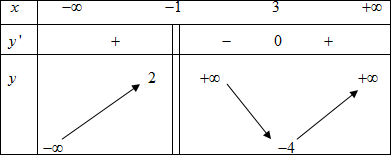 x −∞ −1 3 +∞
y' + − 0 +
y 2 +∞ +∞
−∞ −4